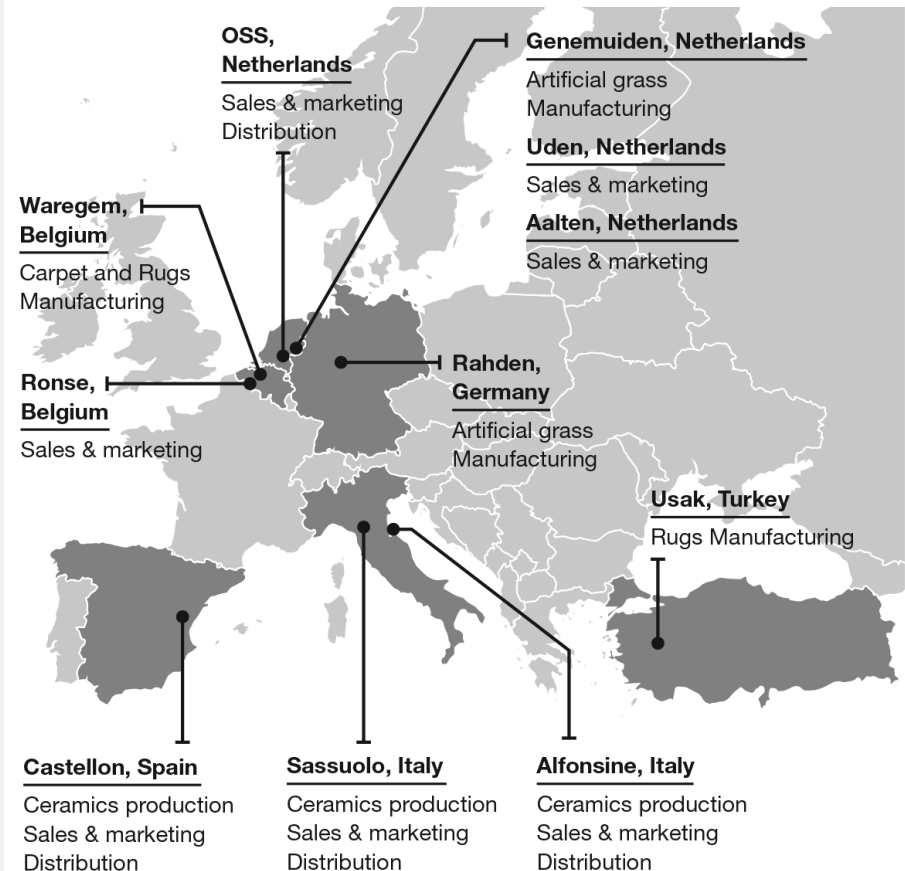 OSS,
Netherlands
Sales & marketing
Distribution
Genemuiden, Netherlands
Artificial grass
Manufacturing
Uden, Netherlands
Sales & marketing
Aalten, Netherlands
Sales & marketing
Waregem,
Belgium
Carpet and Rugs
Manufacturing
Ronse,
Belgium
Sales & marketing
Rahden,
Germany
Artificial grass
Manufacturing
Usak, Turkey
Rugs Manufacturing
Castellon, Spain
Ceramics production
Sales & marketing
Distribution
Sassuolo, Italy
Ceramics production
Sales & marketing
Distribution
Alfonsine, Italy
Ceramics production
Sales & marketing
Distribution